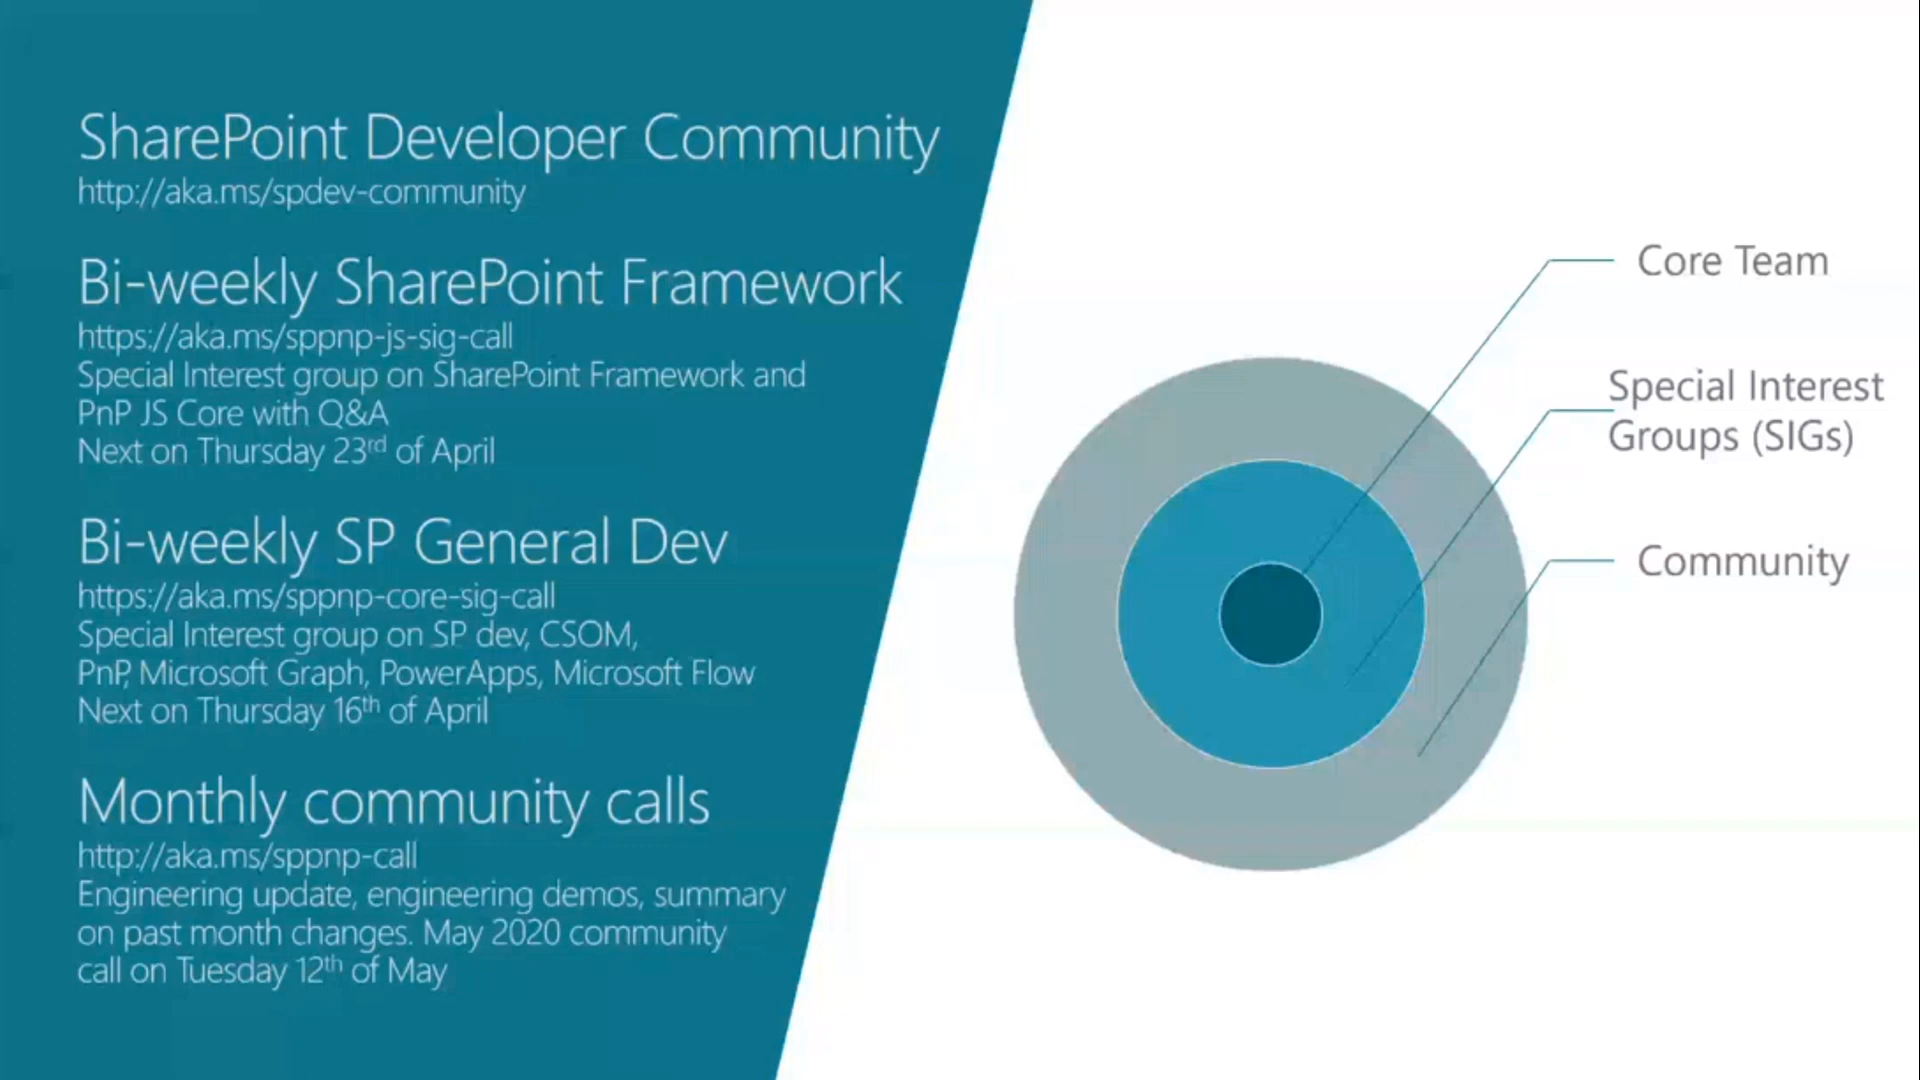 SharePoint Developer Community
http://aka.ms/spdev-community
Bi-weekly SharePoint Framework
https://aka.ms/sppnp-js-sig-call
Special Interest group on SharePoint Framework and
PnP JS Core with Q&A
Next on Thursday 23rd of April
Bi-weekly SP General Dev
https://aka.ms/sppnp-core-sig-call
Special Interest group on SP dev, CSOM,
PnP, Microsoft Graph, PowerApps, Microsoft Flow
Next on Thursday 16th of April
Monthly community calls
http://aka.ms/sppnp-call
Engineering update, engineering demos, summary
on past month changes. May 2020 community
call on Tuesday 12th of May
Core Team
Special Interest
Groups (SIGs)
Community